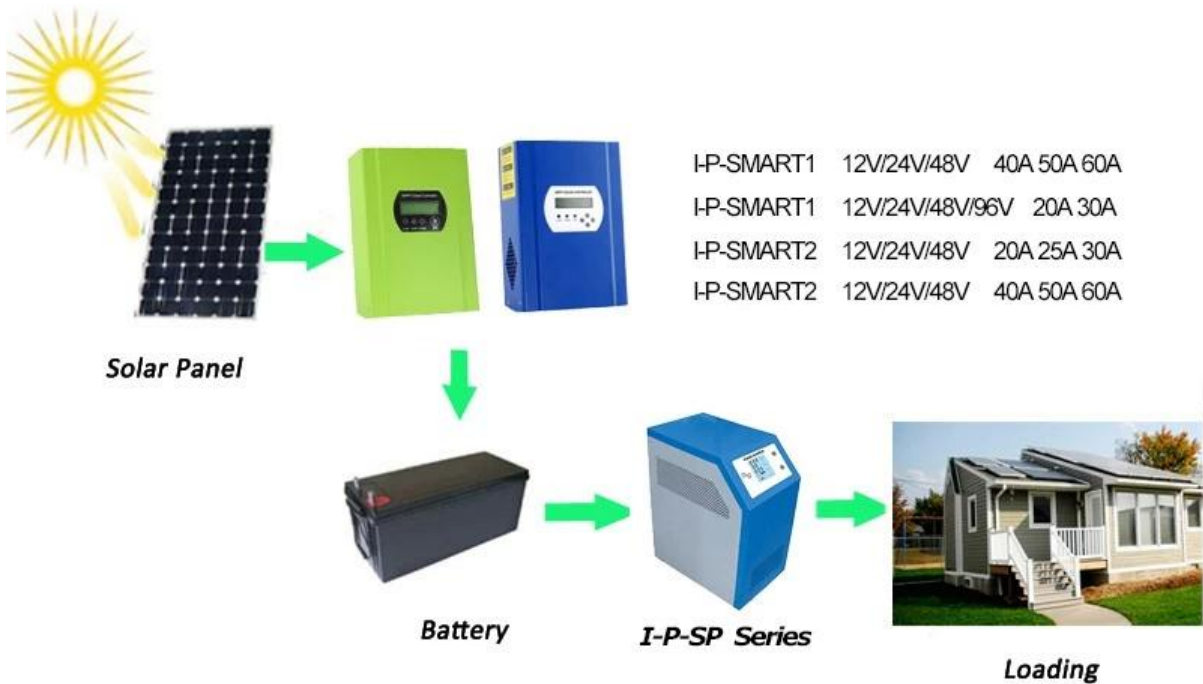 I-P-SMART1 12V/24V/48V 40A 50A 60A
I-P-SMART1 12V/24V/48V/96V 20A 30A
I-P-SMART2 12V/24V/48V 20A 25A 30A
I-P-SMART2 12V/24V/48V 40A 50A 60A
Solar Panel
Battery
I-P-SP Series
Loading